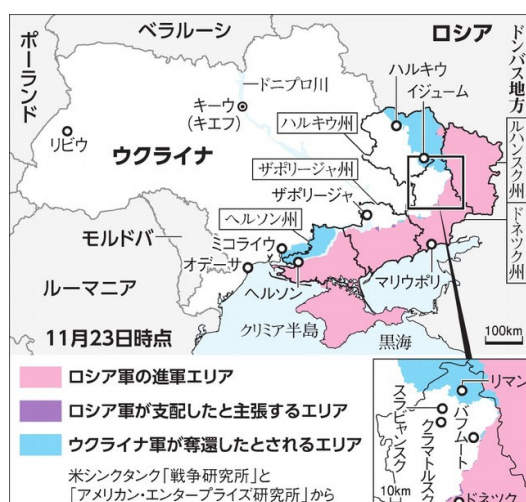 ベラルーシ
ロシア
ポーランド
ドニプロ川
ハルキウ
イジューム
ドンバス地方
キーウ
(キエフ)
リビウ
ハルキウ州
ルハンスク州
ウクライナ
ザポリージャ州
ザポリージャ
ドネツク州
ヘルソン州
モルドバ
ミコライウ
オデーサ
ルーマニア
ヘルソン
マリウポリ
11月23日時点
クリミア半島
黒海
100km
ロシア軍の進軍エリア
ロシア軍が支配したと主張するエリア
ウクライナ軍が奪還したとされるエリア
米シンクタンク「戦争研究所」と
「アメリカン・エンタープライズ研究所」から
リマン
スラビャンスク
バフムート
クラマトルスク
10km
ドネツク